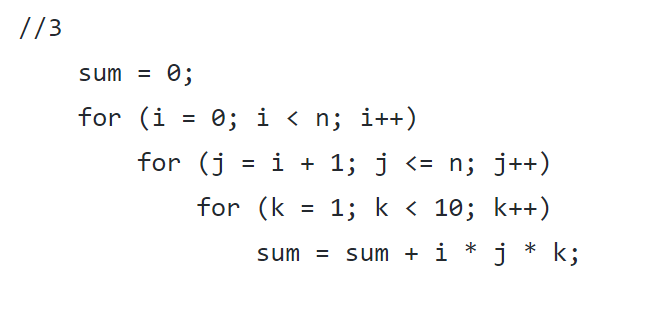 //3
sum = 0;
for (i = 0; i < n; i++)
for (j = i + 1; j <= n; j++)
for (k = 1; k < 10; k++)
sum = sum + i * j * k;